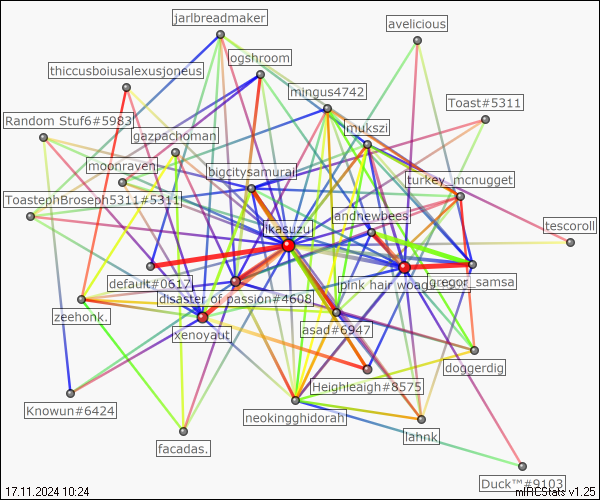 jarlbreadmaker
avelicious
ogshroom
thiccusboiusalexusjoneus
mingus4742
Toast#5311
Random Stuf6#5983
mukszi
gazpachoman
moonraven
bigcitysamurai
turkey_mcnugget
ToastephBroseph5311#5311
andnewbees
tescoroll
ikasuzu
default#0617
pink hair woag
gregor_samsa
disaster of passion#4608
zeehonk.
asad#6947
xenoyaut
doggerdig
Heighleaigh#8575
Knowun#6424
neokingghidorah
lahnk
facadas.
Duck™#9103
17.11.2024 10:24
mIRCStats v1.25